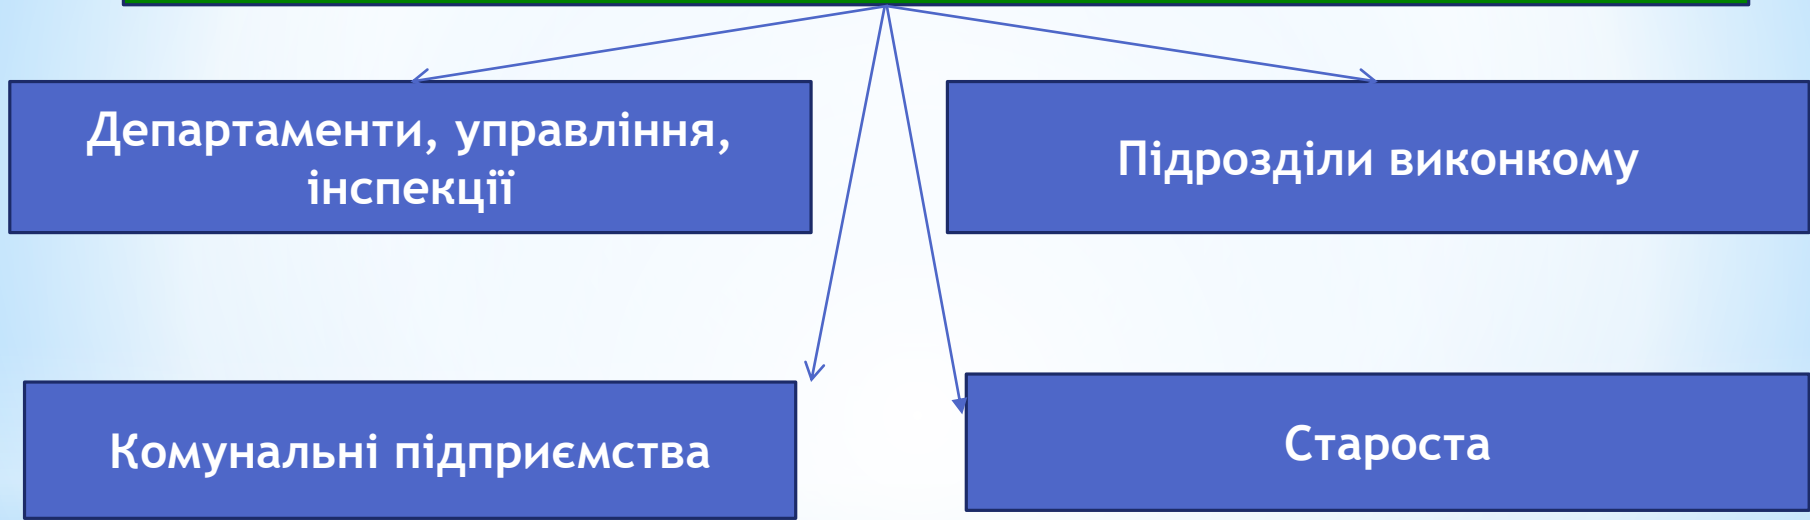 Департаменти, управління,
інспекції
Підрозділи виконкому
Комунальні підприємства
Староста